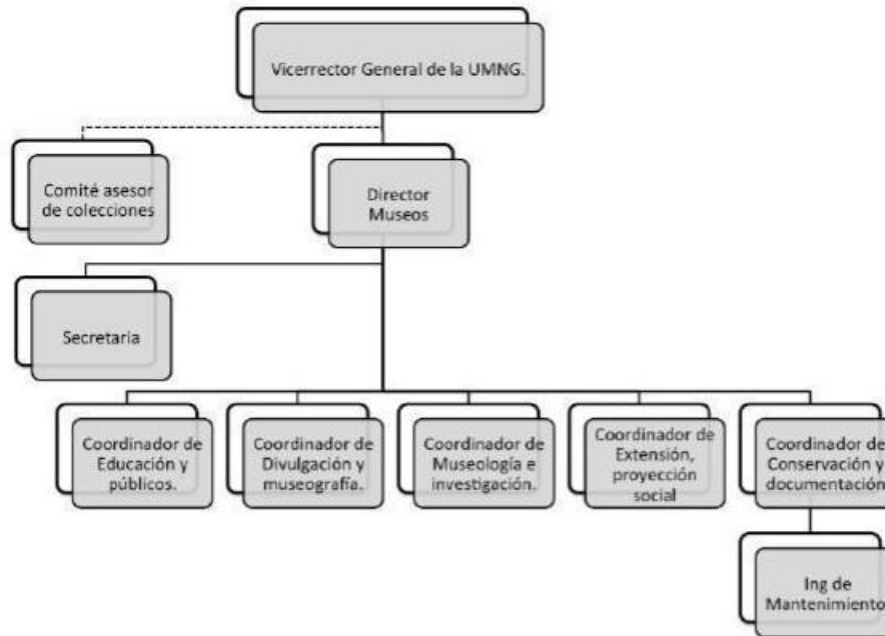 Vicerrector General de la UMNG.
Comité asesor
de colecciones
Director
Museos
Secretaria
Coordinador de
Educación y
públicos.
Coordinador de
Divulgación y
museografía.
Coordinador de
Museología e
investigación.
Coordinador de
Extensión,
proyección
social
Coordinador de
Conservación y
documentación
Ing de
Mantenimiento